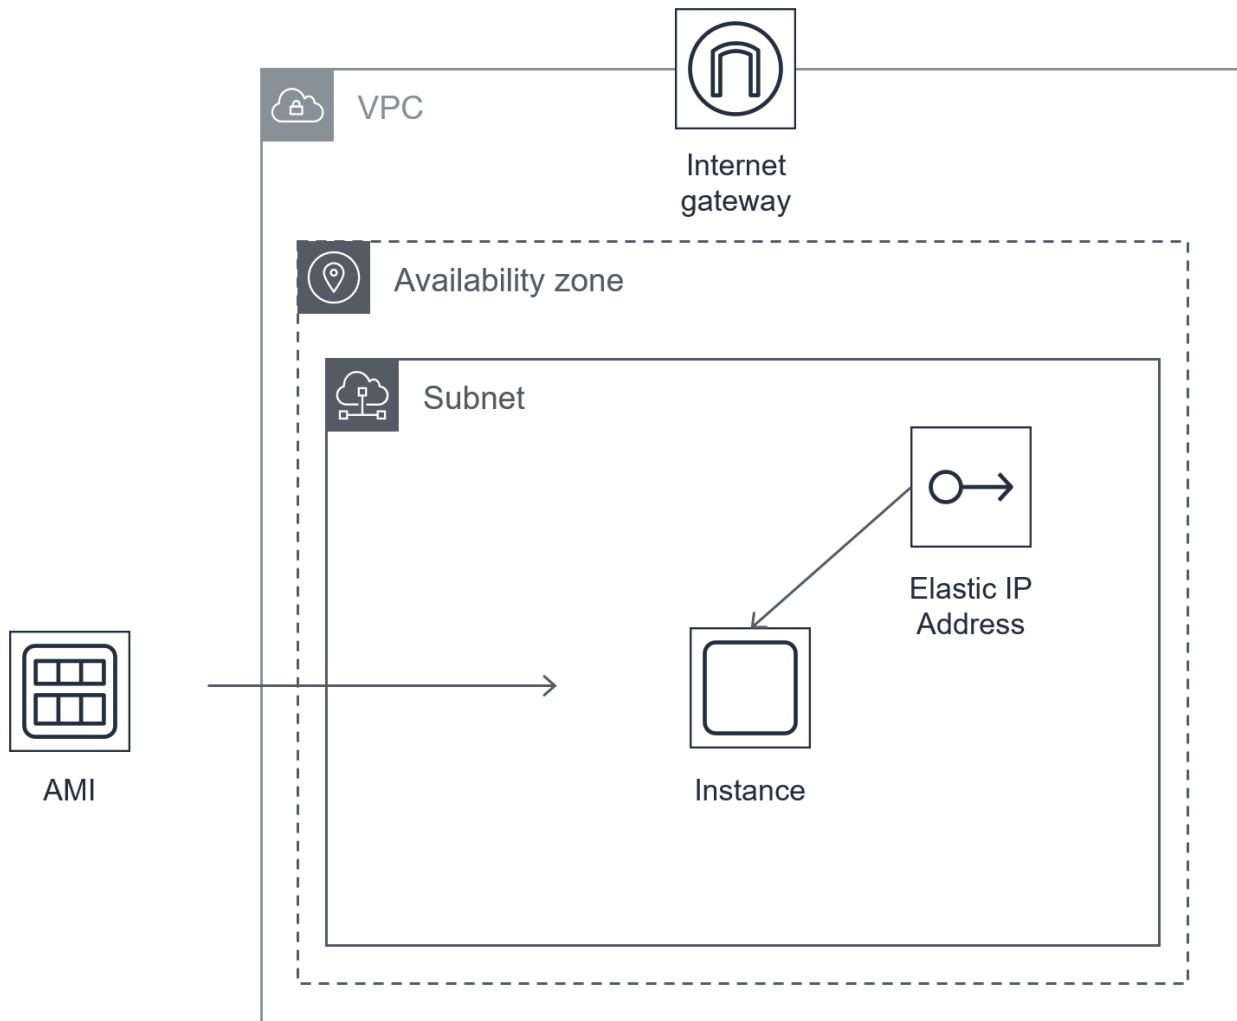 VPC
Internet
gateway
Availability zone
Subnet
Elastic IP
Address
AMI
Instance